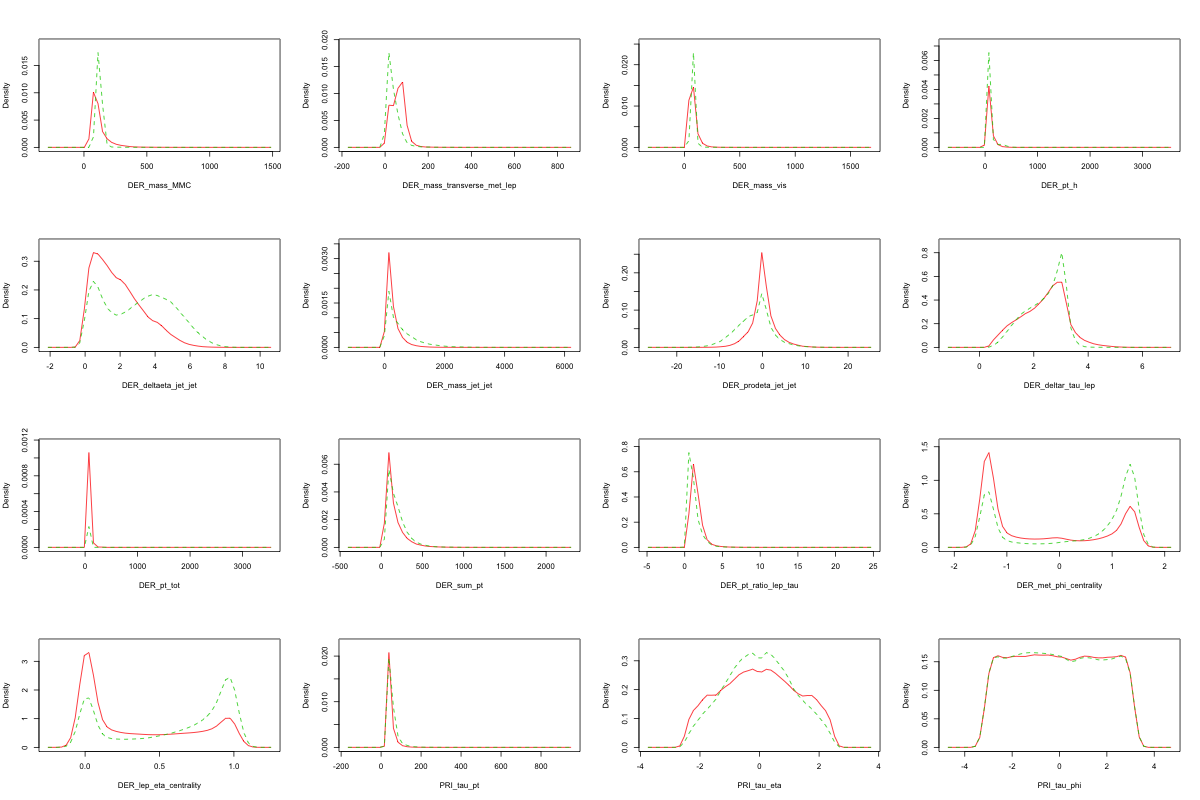 Density
0.000 0.005 0.010 0.015
0 500 1000 1500
DER_mass_MMC
Density
0.000 0.005 0.010 0.015 0.020
-200 0 200 400 600 800
DER_mass_transverse_met_lep
Density
0.000 0.010 0.020
0 500 1000 1500
DER_mass_vis
Density
0.000 0.002 0.004 0.006
0 1000 2000 3000
DER_pt_h
Density
0.0 0.1 0.2 0.3
-2 0 2 4 6 8 10
DER_deltaeta_jet_jet
Density
0.0000 0.0015 0.0030
0 2000 4000 6000
DER_mass_jet_jet
Density
0.00 0.10 0.20
-20 -10 0 10 20
DER_prodeta_jet_jet
Density
0.0 0.2 0.4 0.6 0.8
0 2 4 6
DER_deltar_tau_lep
Density
0.0000 0.0004 0.0008 0.0012
0 1000 2000 3000
DER_pt_tot
Density
0.000 0.002 0.004 0.006
-500 0 500 1000 1500 2000
DER_sum_pt
Density
0.0 0.2 0.4 0.6 0.8
-5 0 5 10 15 20 25
DER_pt_ratio_lep_tau
Density
0.0 0.5 1.0 1.5
-2 -1 0 1 2
DER_met_phi_centrality
Density
0 1 2 3
0.0 0.5 1.0
DER_lep_eta_centrality
Density
0.000 0.005 0.010 0.015 0.020
-200 0 200 400 600 800
PRI_tau_pt
Density
0.0 0.1 0.2 0.3
-4 -2 0 2 4
PRI_tau_eta
Density
0.00 0.05 0.10 0.15
-4 -2 0 2 4
PRI_tau_phi